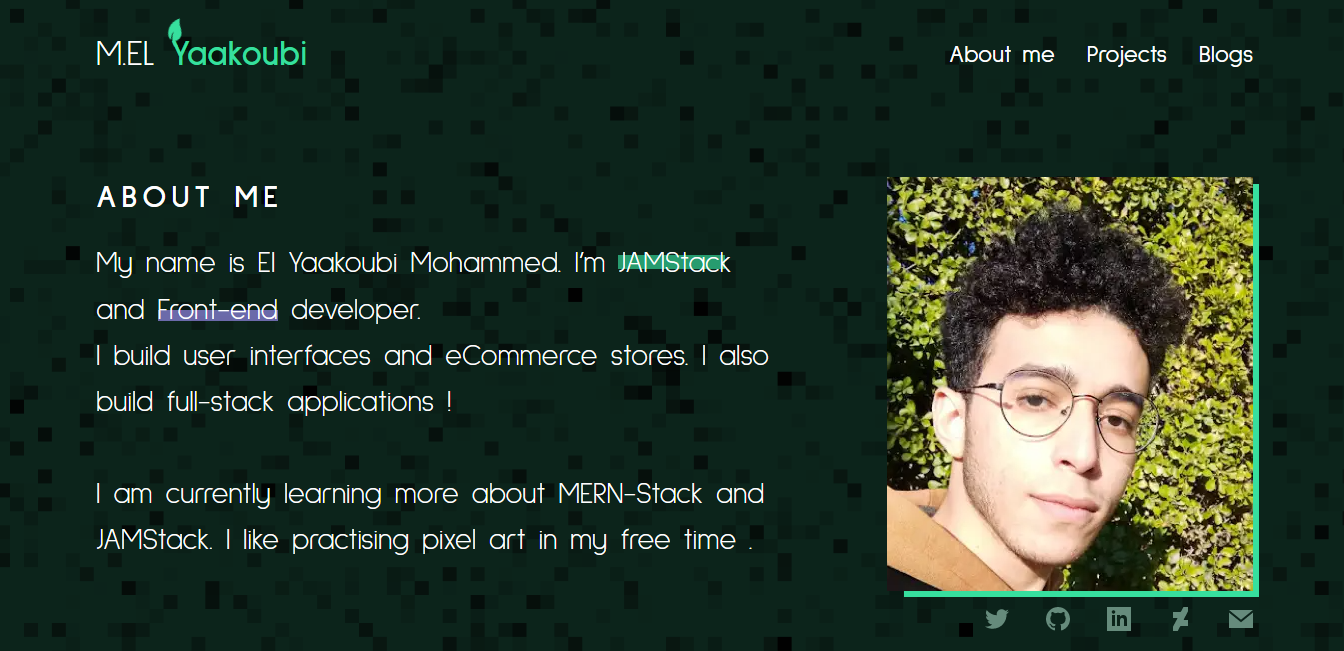 M.EL Yaakoubi
About me Projects Blogs
ABOUT ME
My name is El Yaakoubi Mohammed. I'm JAMStack
and Front-end developer.
I build user interfaces and eCommerce stores. I also
build full-stack applications !
I am currently learning more about MERN-Stack and
JAMStack. I like practising pixel art in my free time .
in